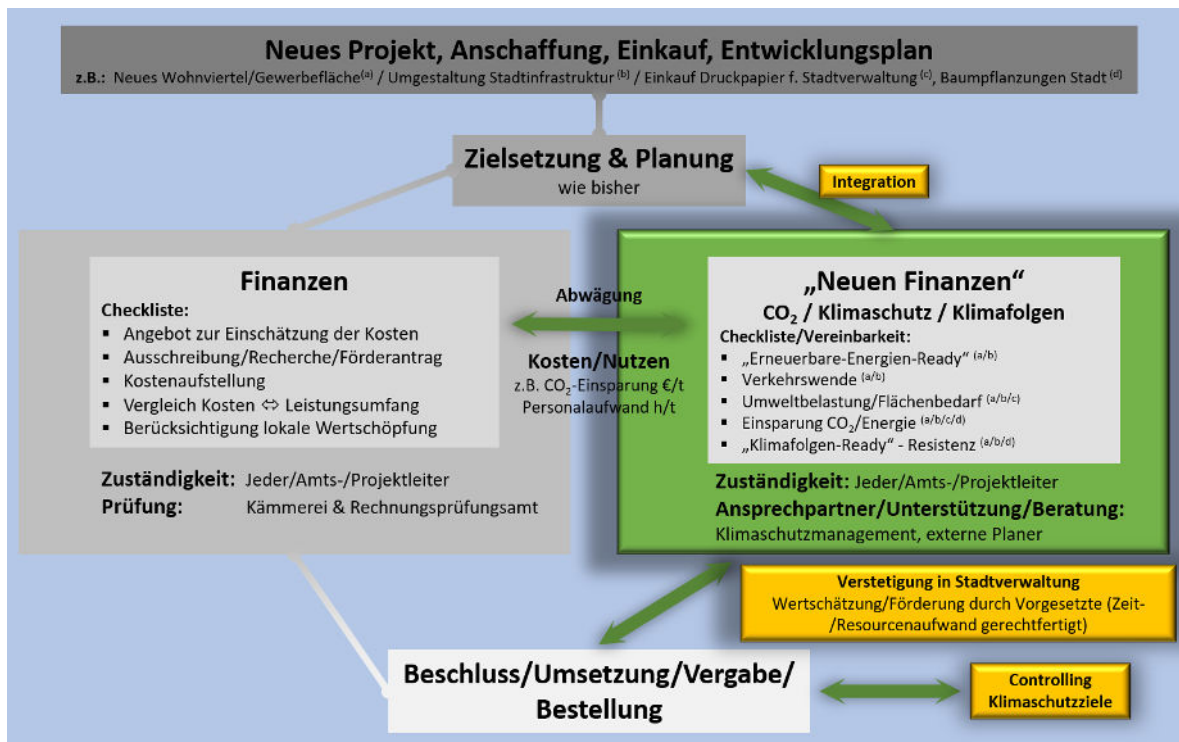 Neues Projekt, Anschaffung, Einkauf, Entwicklungsplan
z.B.: Neues Wohnviertel/Gewerbefläche(a) / Umgestaltung Stadtinfrastruktur (b) / Einkauf Druckpapier f. Stadtverwaltung (c), Baumpflanzungen Stadt (d)
Zielsetzung & Planung
wie bisher
Integration
Finanzen
Checkliste:
▪ Angebot zur Einschätzung der Kosten
▪ Ausschreibung/Recherche/Förderantrag
▪ Kostenaufstellung
▪ Vergleich Kosten ⇔ Leistungsumfang
▪ Berücksichtigung lokale Wertschöpfung
Zuständigkeit: Jeder/Amts-/Projektleiter
Prüfung: Kämmerei & Rechnungsprüfungsamt
Abwägung
Kosten/Nutzen
z.B. CO₂-Einsparung €/t
Personalaufwand h/t
„Neuen Finanzen“
CO₂ / Klimaschutz / Klimafolgen
Checkliste/Vereinbarkeit:
▪ „Erneuerbare-Energien-Ready“ (a/b)
▪ Verkehrswende (a/b)
▪ Umweltbelastung/Flächenbedarf (a/b/c)
▪ Einsparung CO₂/Energie (a/b/c/d)
▪ „Klimafolgen-Ready“ - Resistenz (a/b/d)
Zuständigkeit: Jeder/Amts-/Projektleiter
Ansprechpartner/Unterstützung/Beratung:
Klimaschutzmanagement, externe Planer
Verstetigung in Stadtverwaltung
Wertschätzung/Förderung durch Vorgesetzte (Zeit-
/Resourcenaufwand gerechtfertigt)
Beschluss/Umsetzung/Vergabe/
Bestellung
Controlling
Klimaschutzziele